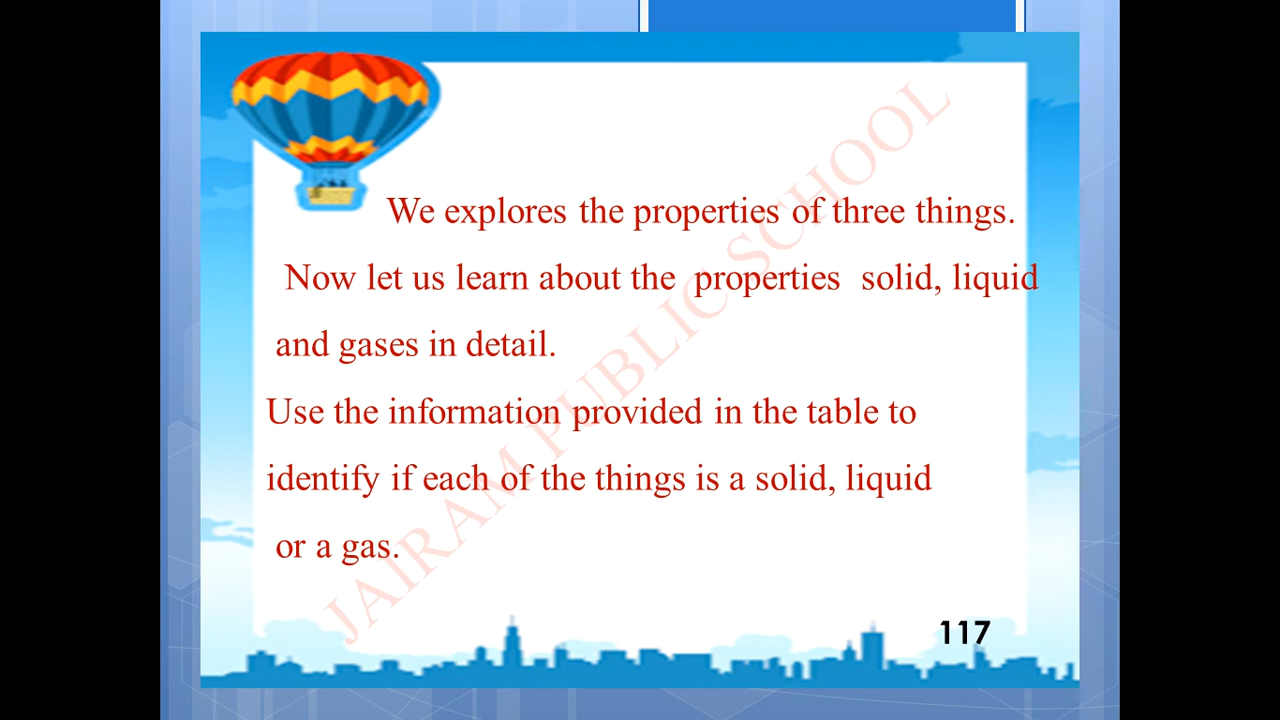 We explores the properties of three things.
Now let us learn about the properties solid, liquid
and gases in detail.
Use the information provided in the table to
identify if each of the things is a solid, liquid
or a gas.
JAIRAM PUBLIC SCHOOL
117